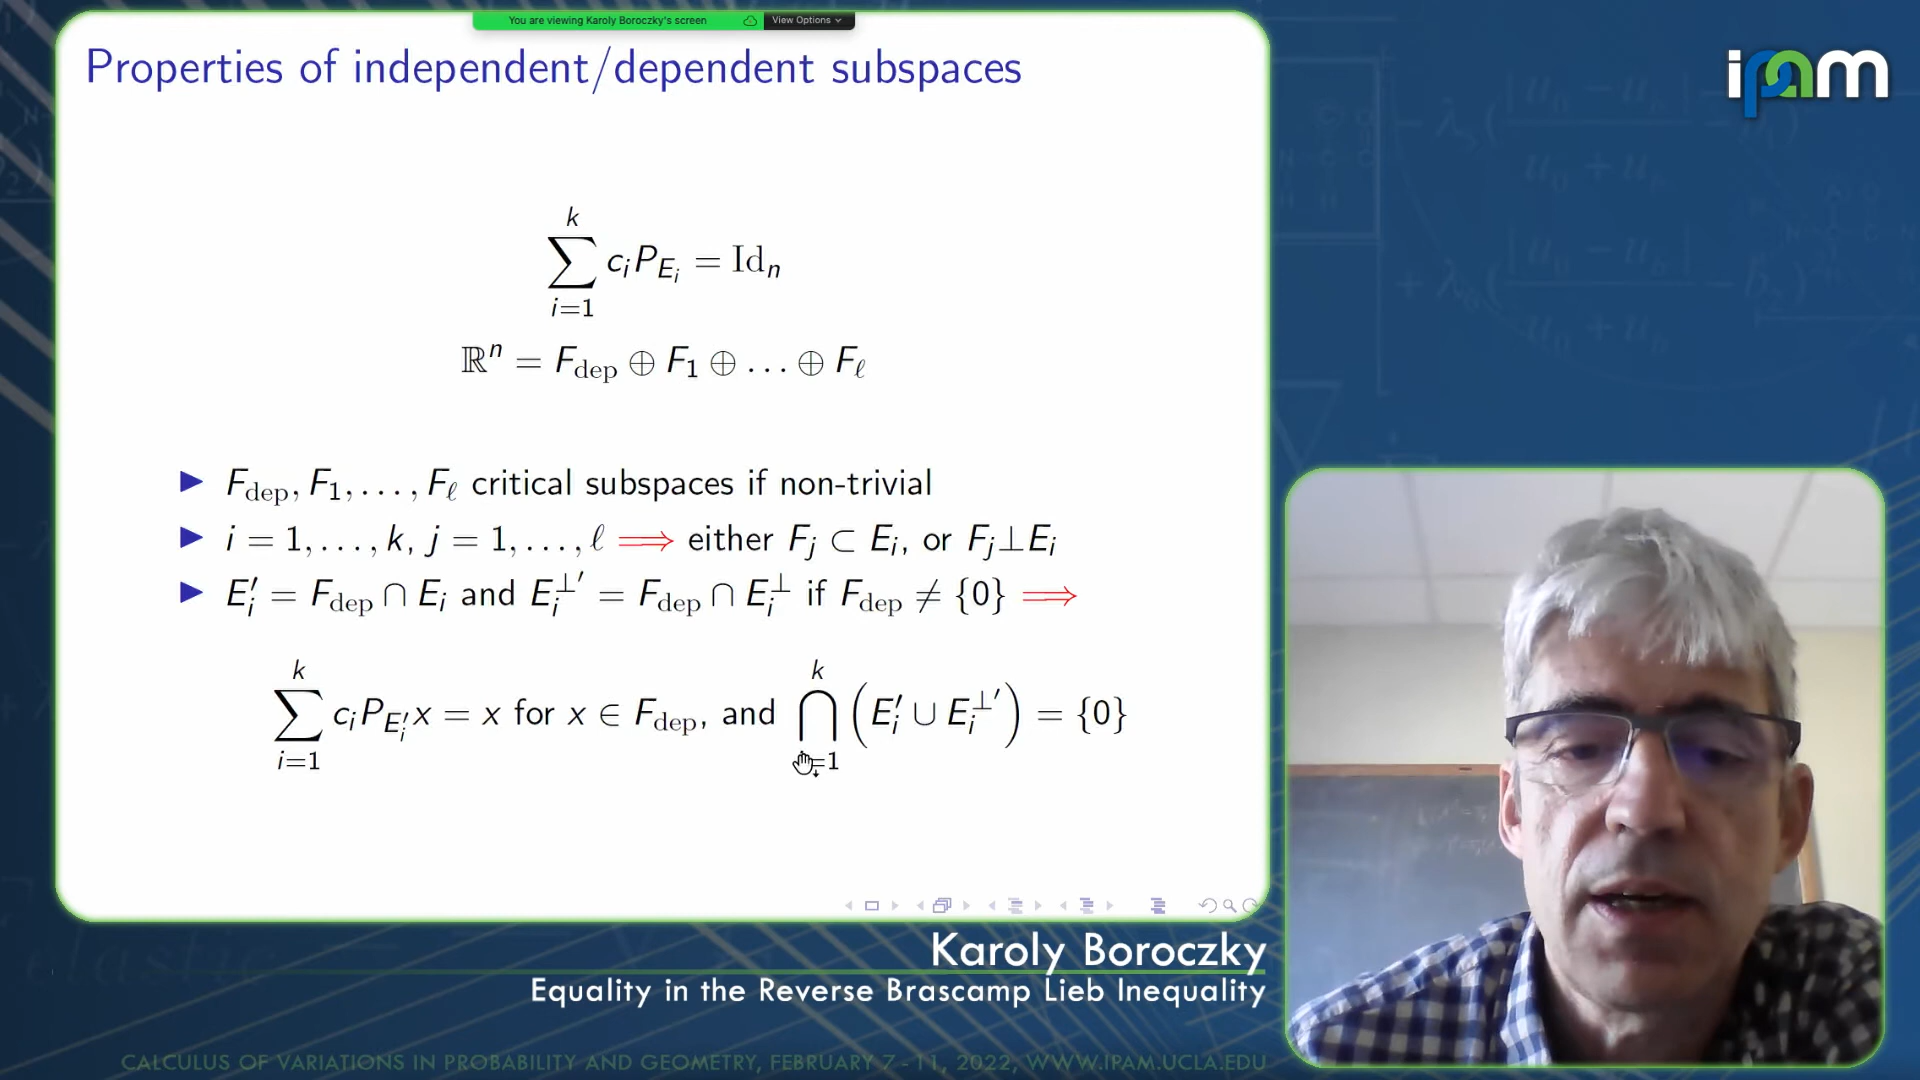 You are viewing Karoly Boroczky's screen View Options
Properties of independent/dependent subspaces
ipam
k
∑ c_i P_{E_i} = Id_n
i=1
ℝ^n = F_dep ⊕ F_1 ⊕ … ⊕ F_ℓ
▶ F_dep, F_1, …, F_ℓ critical subspaces if non-trivial
▶ i = 1, …, k, j = 1, …, ℓ ⟹ either F_j ⊂ E_i, or F_j ⊥ E_i
▶ E_i′ = F_dep ∩ E_i and E_i^⊥′ = F_dep ∩ E_i^⊥ if F_dep ≠ {0} ⟹
k k
∑ c_i P_{E_i′} x = x for x ∈ F_dep, and ⋂ (E_i′ ∪ E_i^⊥′) = {0}
i=1 =1
Karoly Boroczky
Equality in the Reverse Brascamp Lieb Inequality
CALCULUS OF VARIATIONS IN PROBABILITY AND GEOMETRY, FEBRUARY 7 - 11, 2022, WWW.IPAM.UCLA.EDU